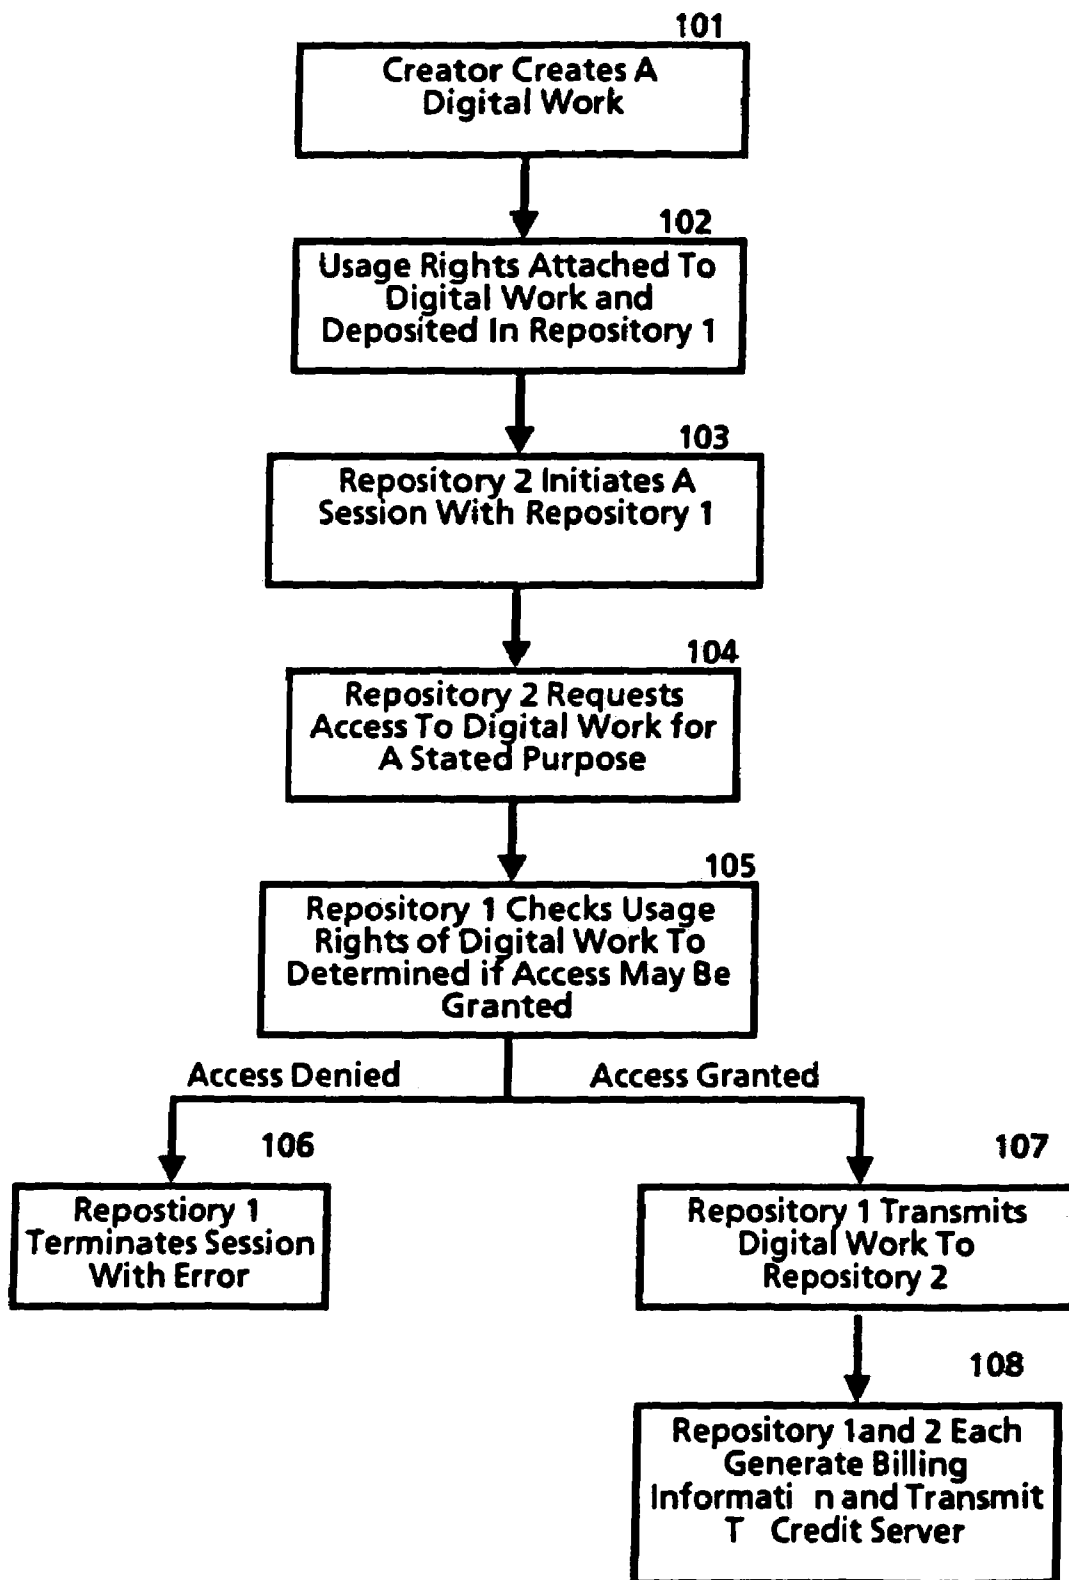 101
Creator Creates A
Digital Work
102
Usage Rights Attached To
Digital Work and
Deposited In Repository 1
103
Repository 2 Initiates A
Session With Repository 1
104
Repository 2 Requests
Access To Digital Work for
A Stated Purpose
105
Repository 1 Checks Usage
Rights of Digital Work To
Determined if Access May Be
Granted
Access Denied
Access Granted
106
Repostiory 1
Terminates Session
With Error
107
Repository 1 Transmits
Digital Work To
Repository 2
108
Repository 1and 2 Each
Generate Billing
Informati n and Transmit
T Credit Server